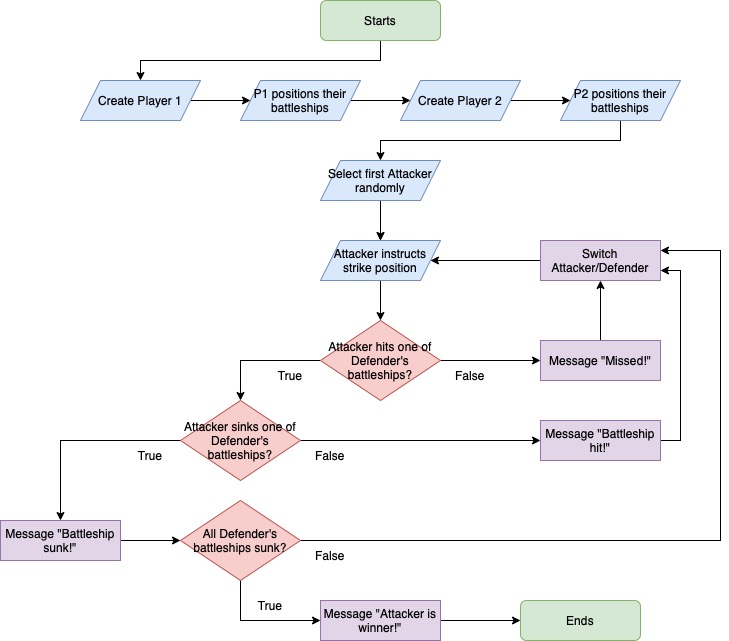 Starts
Create Player 1
P1 positions their
battleships
Create Player 2
P2 positions their
battleships
Select first Attacker
randomly
Attacker instructs
strike position
Switch
Attacker/Defender
Attacker hits one of
Defender's
battleships?
True
False
Message "Missed!"
Attacker sinks one of
Defender's
battleships?
True
False
Message "Battleship
hit!"
Message "Battleship
sunk!"
All Defender's
battleships sunk?
False
True
Message "Attacker is
winner!"
Ends